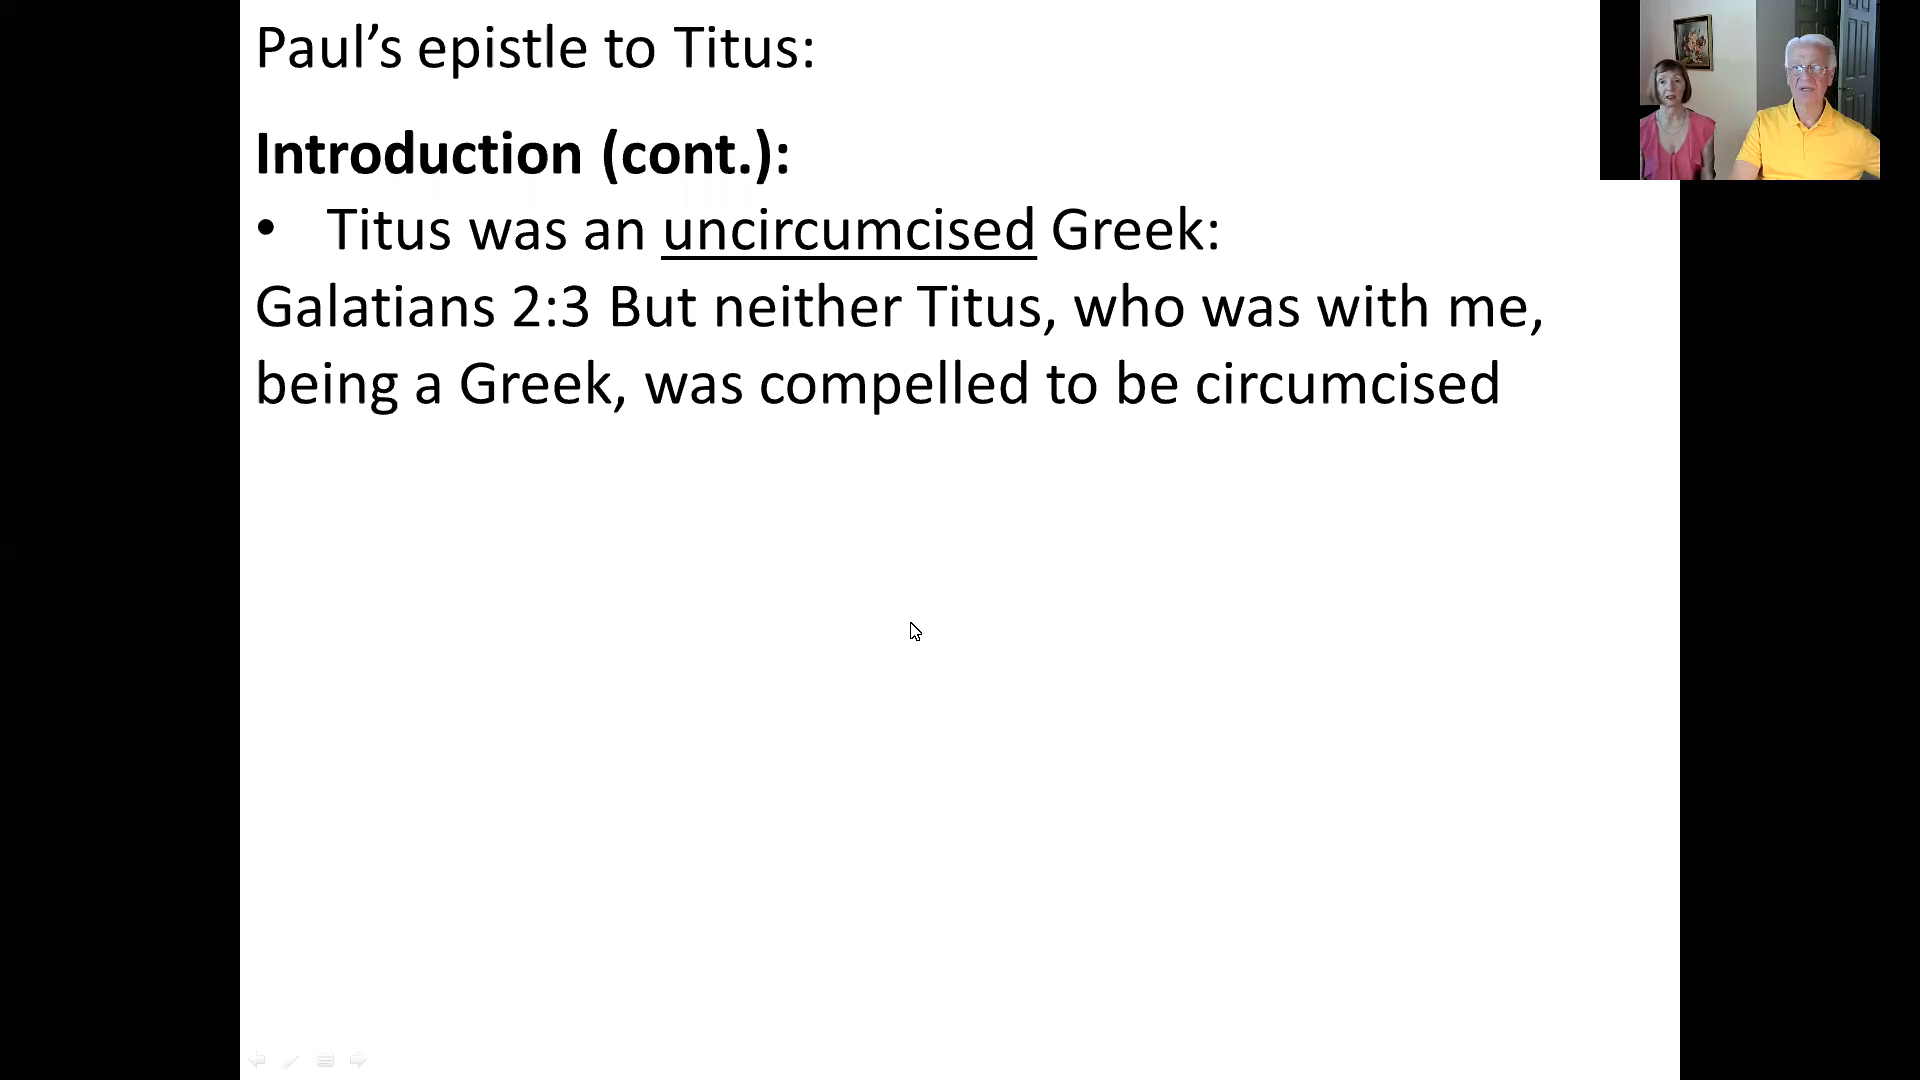 Paul’s epistle to Titus:
Introduction (cont.):
• Titus was an uncircumcised Greek:
Galatians 2:3 But neither Titus, who was with me,
being a Greek, was compelled to be circumcised